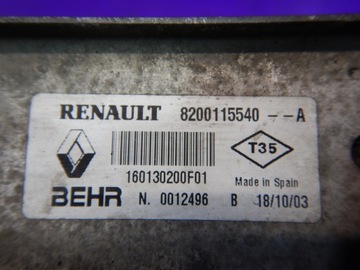 RENAULT 8200115540 -- A
T35
160130200F01
Made in Spain
BEHR N. 0012496 B 18/10/03